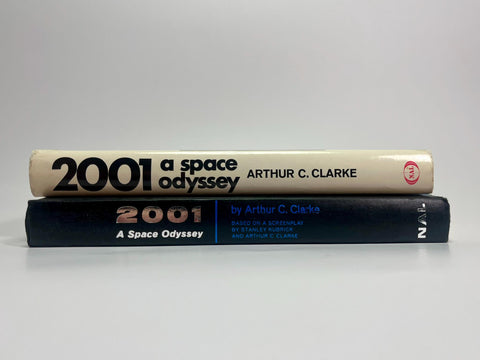 2001 a space odyssey ARTHUR C. CLARKE NAL
2001 by Arthur C. Clarke
A Space Odyssey
BASED ON A SCREENPLAY
BY STANLEY KUBRICK
AND ARTHUR C. CLARKE
NAL